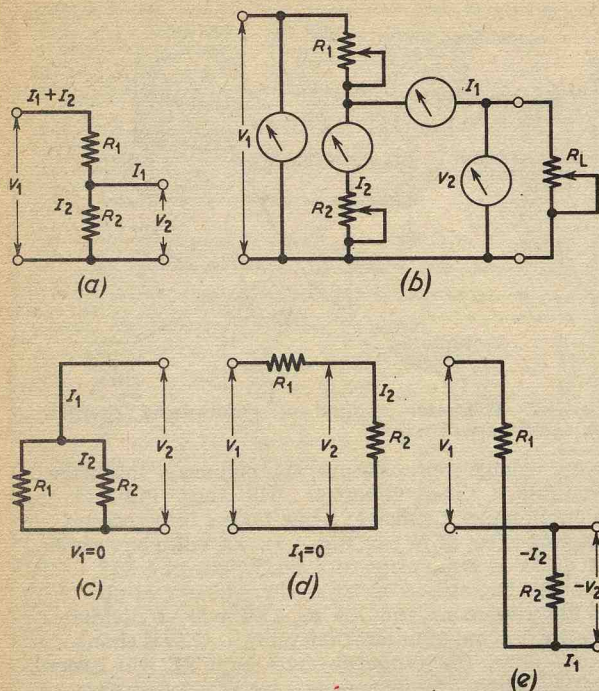 I₁+I₂
R₁
V₁
I₁
I₂
R₂
V₂
(a)
V₁
R₁
I₁
I₂
R₂
V₂
R_L
(b)
I₁
I₂
R₁
R₂
V₂
V₁=0
(c)
R₁
I₂
V₁
V₂
R₂
I₁=0
(d)
V₁
R₁
-I₂
R₂
-V₂
I₁
(e)